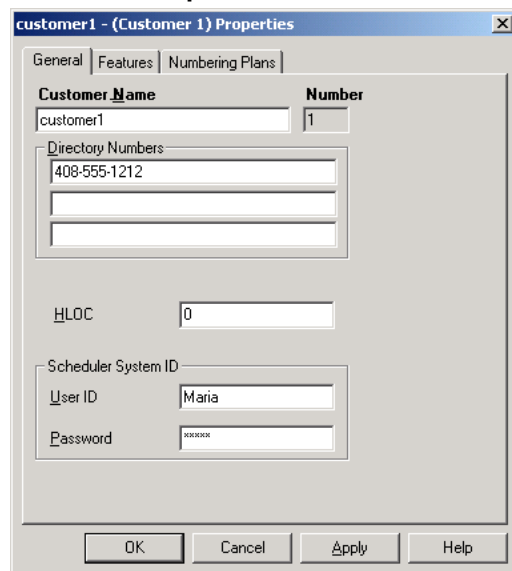 customer1 - (Customer 1) Properties
General Features Numbering Plans
Customer Name Number
customer1 1
Directory Numbers
408-555-1212
HLOC 0
Scheduler System ID
User ID Maria
Password *****
OK Cancel Apply Help